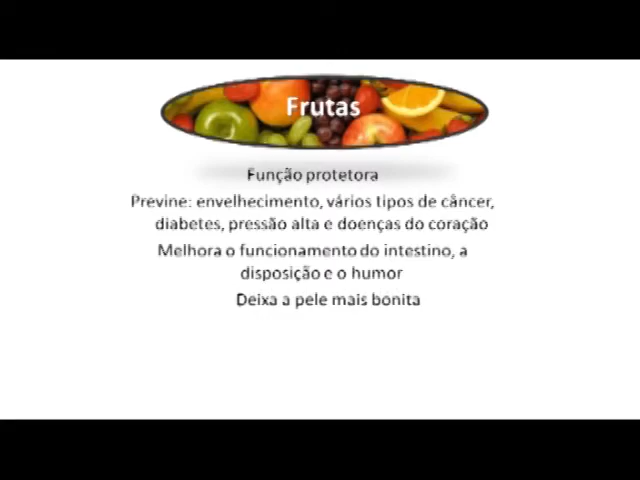 Frutas
Função protetora
Previne: envelhecimento, vários tipos de câncer,
diabetes, pressão alta e doenças do coração
Melhora o funcionamento do intestino, a
disposição e o humor
Deixa a pele mais bonita